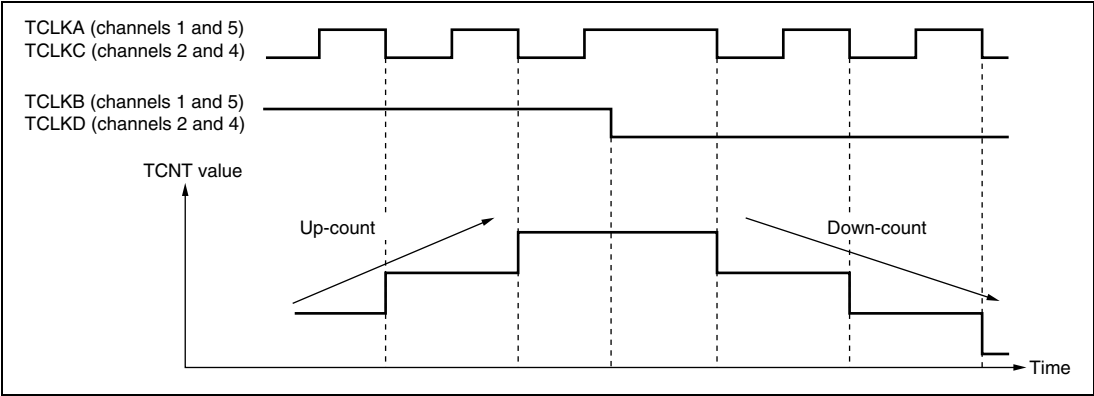 TCLKA (channels 1 and 5)
TCLKC (channels 2 and 4)
TCLKB (channels 1 and 5)
TCLKD (channels 2 and 4)
TCNT value
Up-count
Down-count
Time